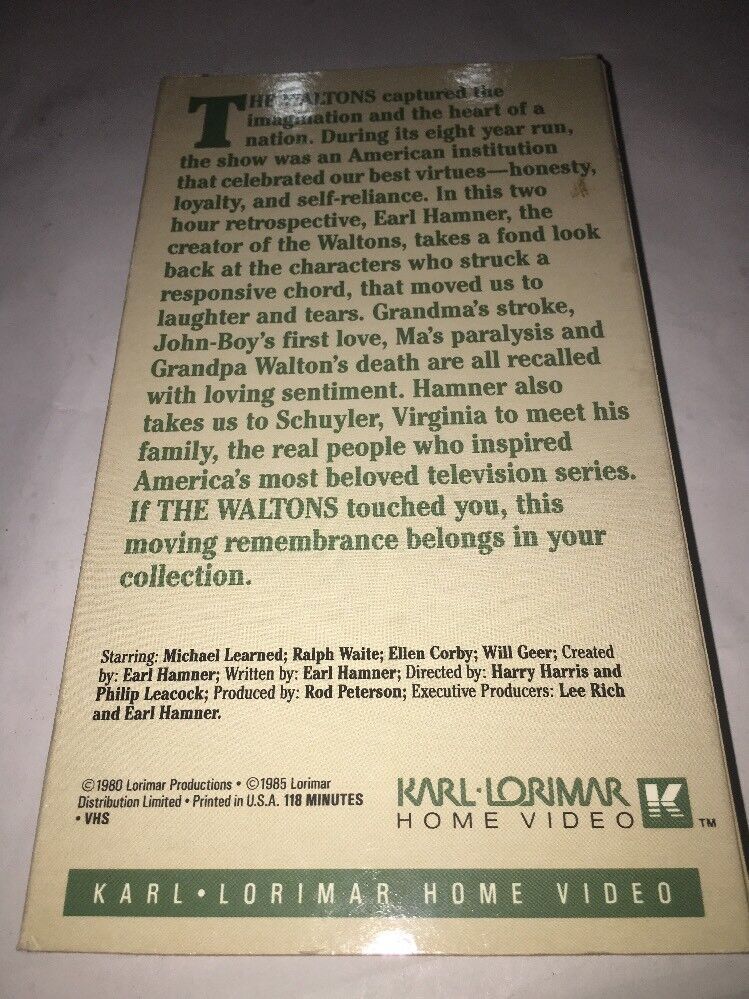 THE WALTONS captured the
imagination and the heart of a
nation. During its eight year run,
the show was an American institution
that celebrated our best virtues—honesty,
loyalty, and self-reliance. In this two
hour retrospective, Earl Hamner, the
creator of the Waltons, takes a fond look
back at the characters who struck a
responsive chord, that moved us to
laughter and tears. Grandma's stroke,
John-Boy's first love, Ma's paralysis and
Grandpa Walton's death are all recalled
with loving sentiment. Hamner also
takes us to Schuyler, Virginia to meet his
family, the real people who inspired
America's most beloved television series.
If THE WALTONS touched you, this
moving remembrance belongs in your
collection.
Starring: Michael Learned; Ralph Waite; Ellen Corby; Will Geer; Created
by: Earl Hamner; Written by: Earl Hamner; Directed by: Harry Harris and
Philip Leacock; Produced by: Rod Peterson; Executive Producers: Lee Rich
and Earl Hamner.
©1980 Lorimar Productions • ©1985 Lorimar
Distribution Limited • Printed in U.S.A. 118 MINUTES
• VHS
KARL·LORIMAR
HOME VIDEO K TM
KARL•LORIMAR HOME VIDEO